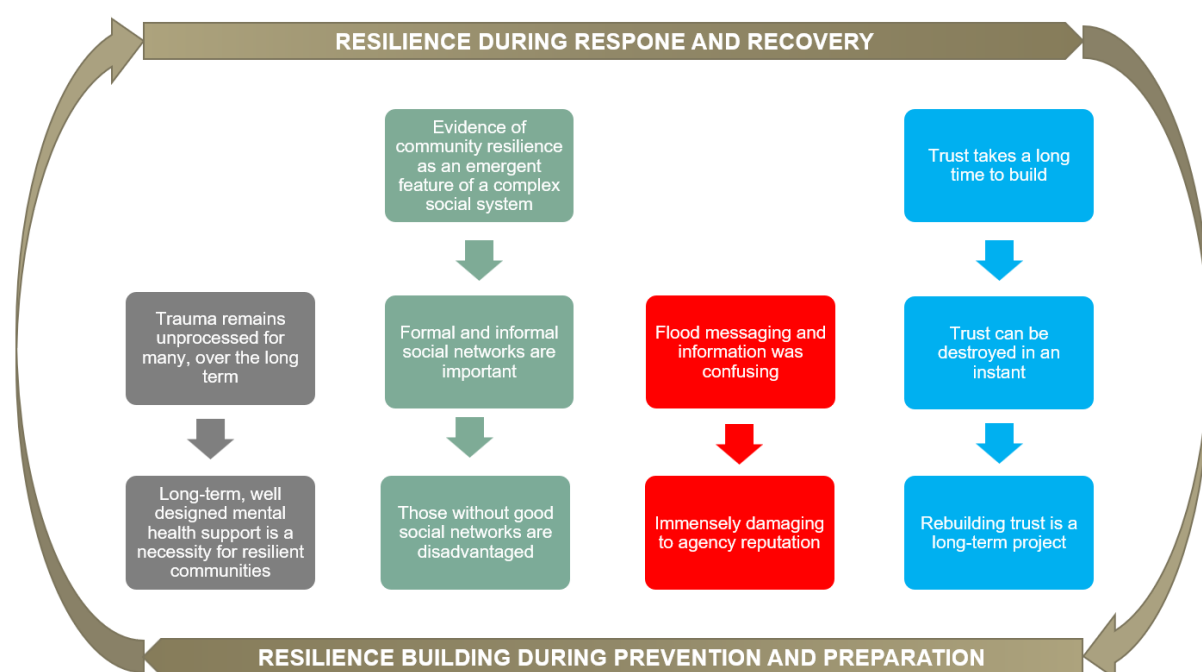 RESILIENCE DURING RESPONE AND RECOVERY
Evidence of
community resilience
as an emergent
feature of a complex
social system
Trust takes a long
time to build
Trauma remains
unprocessed for
many, over the long
term
Formal and informal
social networks are
important
Flood messaging and
information was
confusing
Trust can be
destroyed in an
instant
Long-term, well
designed mental
health support is a
necessity for resilient
communities
Those without good
social networks are
disadvantaged
Immensely damaging
to agency reputation
Rebuilding trust is a
long-term project
RESILIENCE BUILDING DURING PREVENTION AND PREPARATION